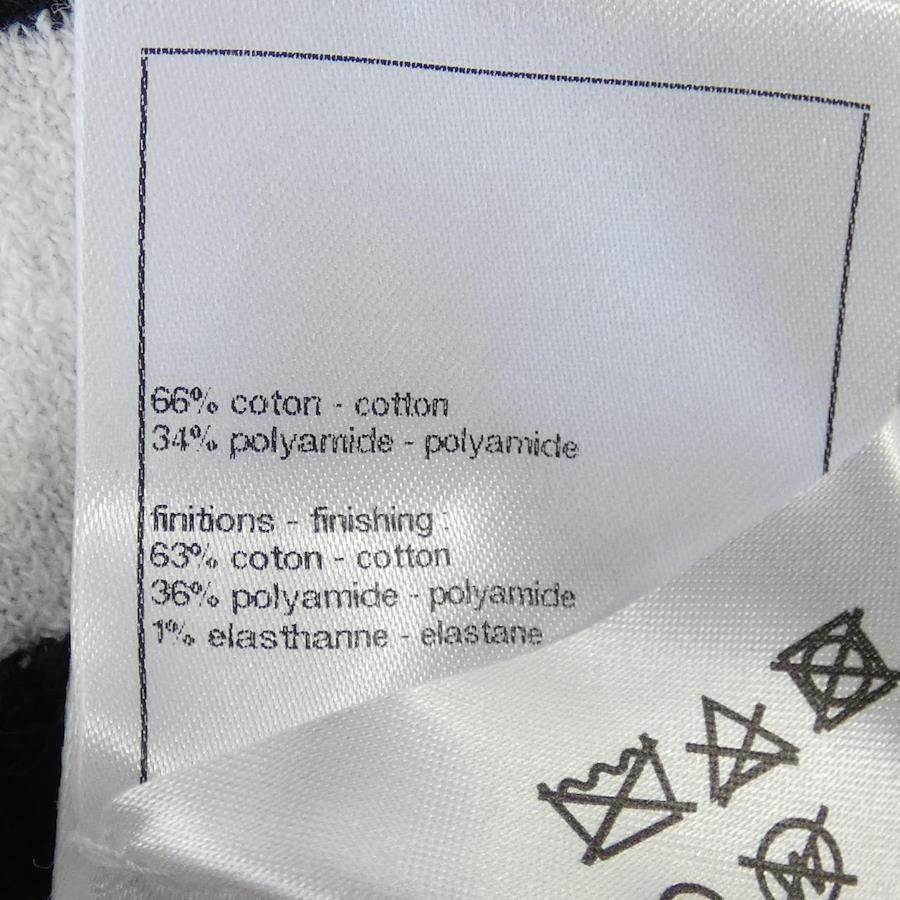 66% coton - cotton
34% polyamide - polyamide
finitions - finishing :
63% coton - cotton
36% polyamide - polyamide
1% elasthanne - elastane